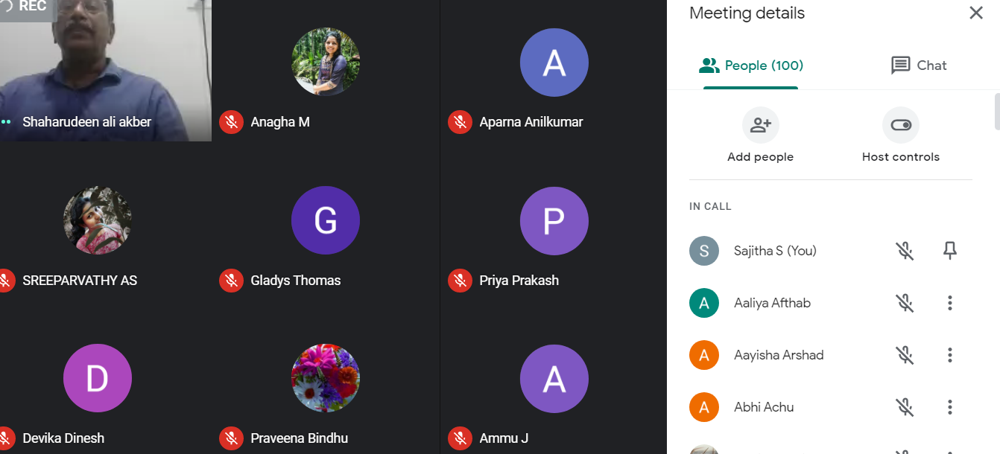 REC
Meeting details
People (100)
Chat
Shaharudeen ali akber
Anagha M
A
Aparna Anilkumar
Add people
Host controls
IN CALL
SREEPARVATHY AS
G
Gladys Thomas
P
Priya Prakash
S
Sajitha S (You)
A
Aaliya Afthab
A
Aayisha Arshad
A
Abhi Achu
D
Devika Dinesh
Praveena Bindhu
A
Ammu J